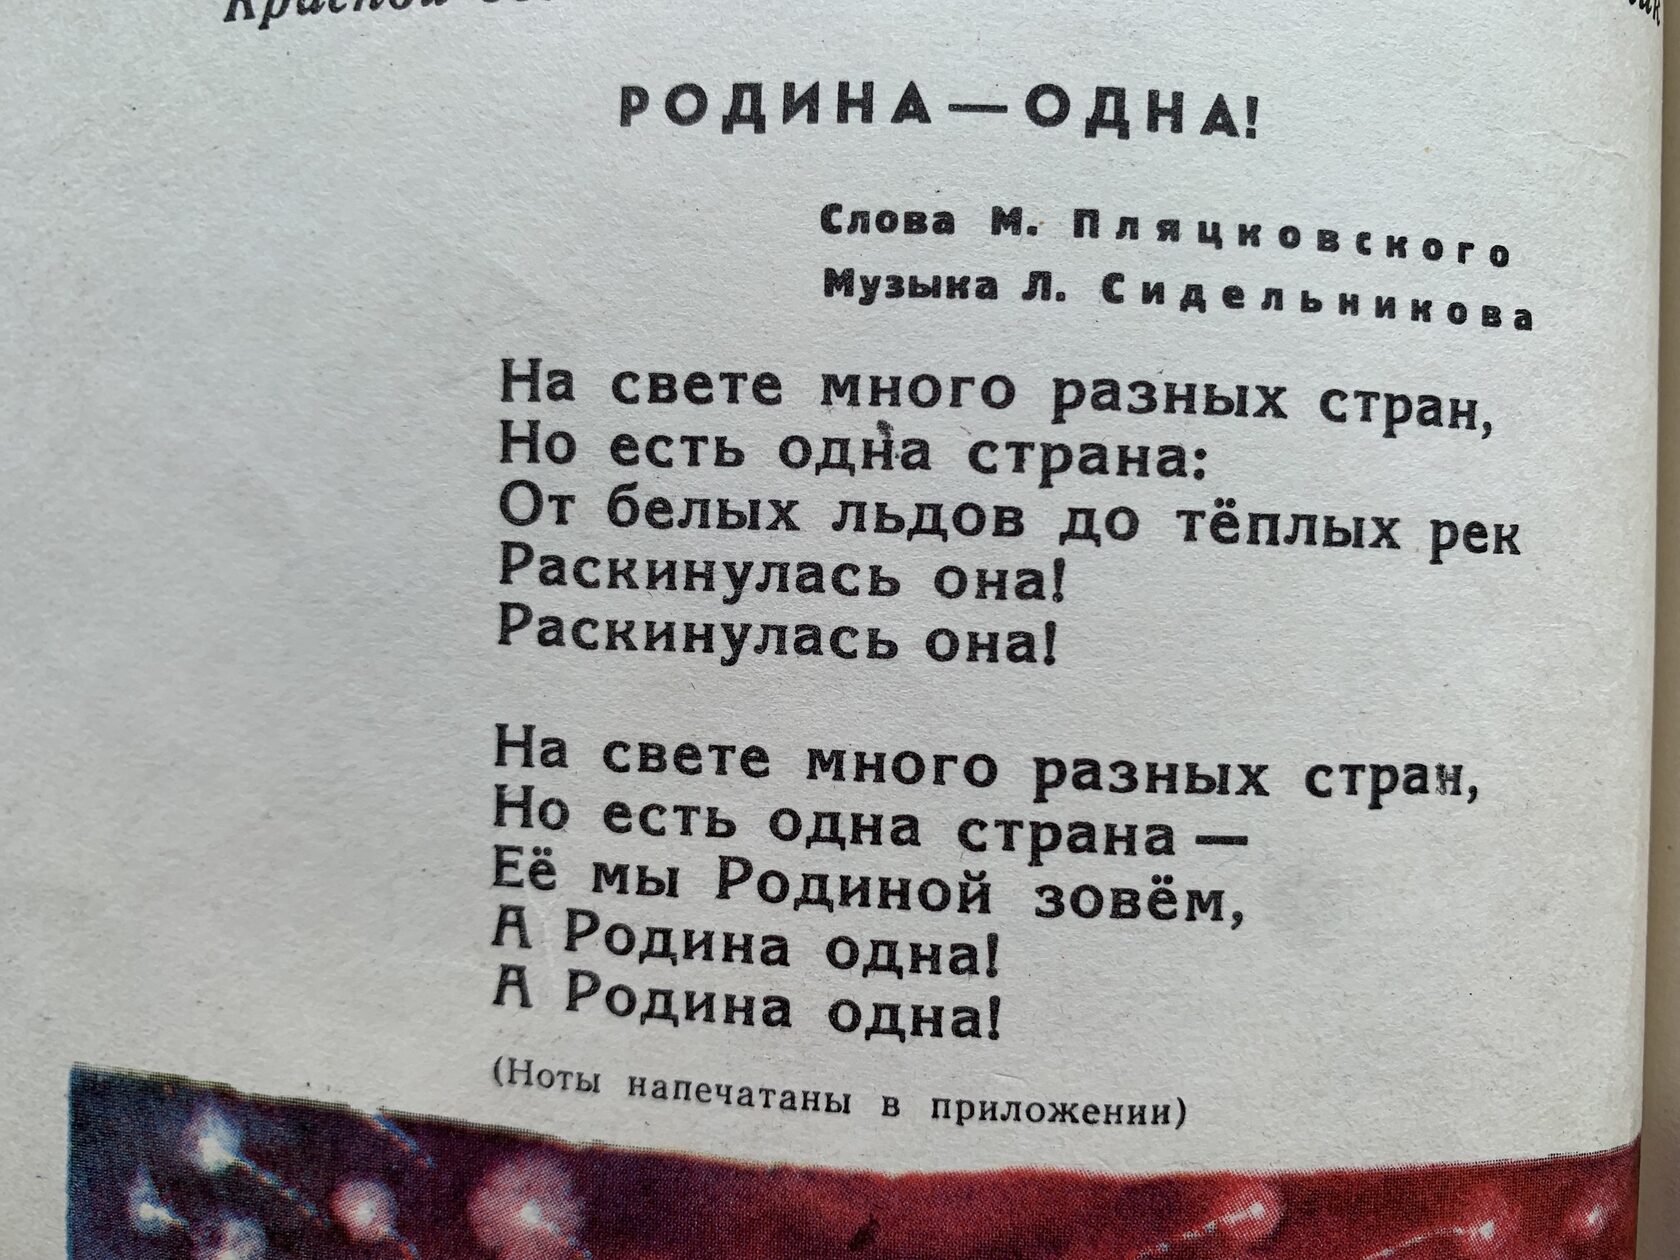 РОДИНА — ОДНА!
Слова М. Пляцковского
Музыка Л. Сидельникова
На свете много разных стран,
Но есть одна страна:
От белых льдов до тёплых рек
Раскинулась она!
Раскинулась она!
На свете много разных стран,
Но есть одна страна —
Её мы Родиной зовём,
А Родина одна!
А Родина одна!
(Ноты напечатаны в приложении)